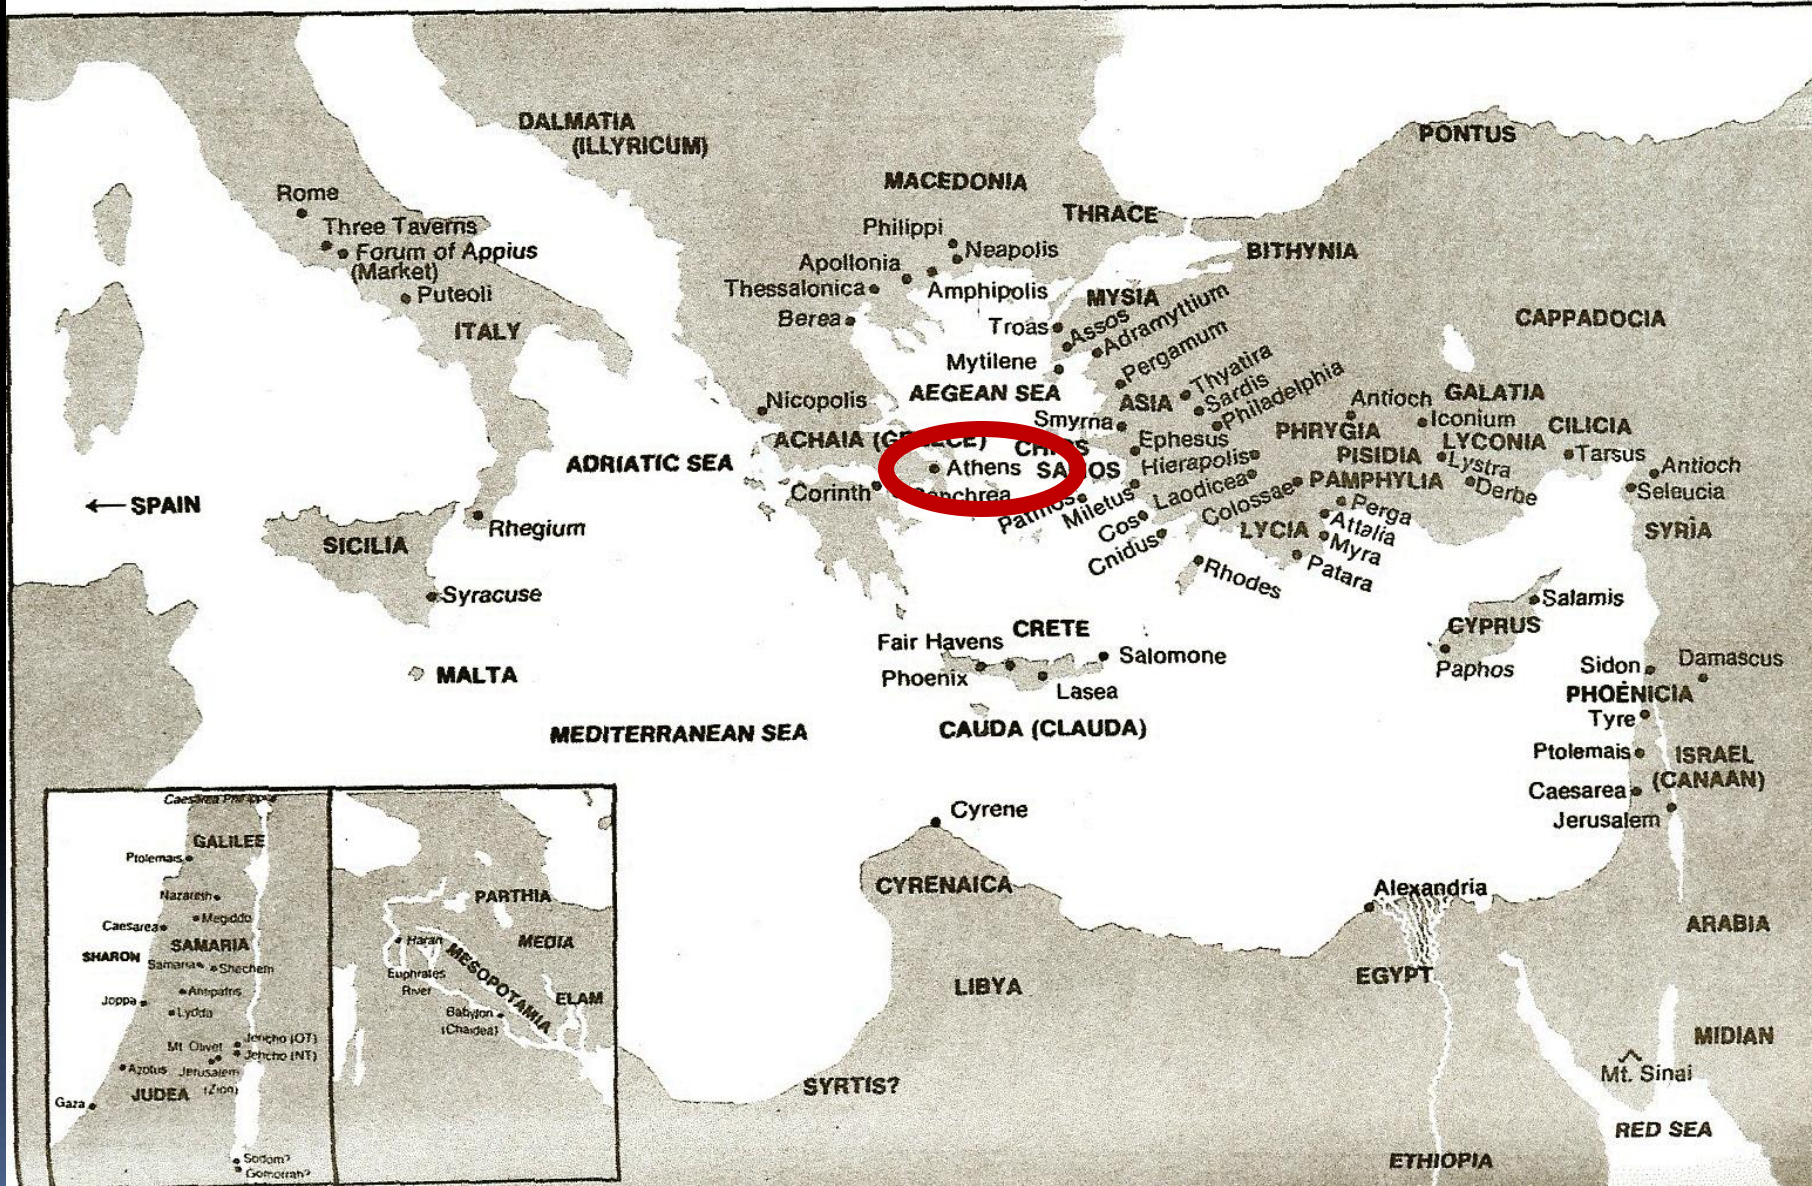 DALMATIA
(ILLYRICUM)
PONTUS
MACEDONIA
Rome
THRACE
Three Taverns
Philippi
Forum of Appius
(Market)
Neapolis
BITHYNIA
Apollonia
Thessalonica
Amphipolis
MYSIA
Puteoli
Berea
Troas
Assos
Adramyttium
CAPPADOCIA
ITALY
Mytilene
Pergamum
Thyatira
Nicopolis
AEGEAN SEA
ASIA
Sardis
Philadelphia
Antioch
GALATIA
Smyrna
Iconium
CILICIA
ACHAIA
Ephesus
PHRYGIA
LYCONIA
ADRIATIC SEA
Athens
Hierapolis
PISIDIA
Lystra
Tarsus
Antioch
Corinth
Patmos
Miletus
Laodicea
Colossae
PAMPHYLIA
Derbe
Seleucia
← SPAIN
Cos
Perga
Rhegium
Cnidus
LYCIA
Attalia
SYRIA
SICILIA
Myra
Rhodes
Patara
Syracuse
Salamis
CRETE
CYPRUS
Fair Havens
Salomone
Paphos
Sidon
Damascus
MALTA
Phoenix
Lasea
PHOENICIA
MEDITERRANEAN SEA
CAUDA (CLAUDA)
Tyre
Ptolemais
ISRAEL
(CANAAN)
Caesarea
Cyrene
Jerusalem
CYRENAICA
Alexandria
ARABIA
LIBYA
EGYPT
MIDIAN
SYRTIS?
Mt. Sinai
RED SEA
ETHIOPIA
GALILEE
Ptolemais
Nazareth
Megiddo
Caesarea
SAMARIA
SHARON
Samaria
Shechem
Antipatris
Joppa
Lydda
Jericho (OT)
Mt Olivet
Jericho (NT)
Azotus
Jerusalem
(Zion)
JUDEA
Gaza
Sodom?
Gomorrah?
PARTHIA
Haran
MEDIA
MESOPOTAMIA
Euphrates
River
ELAM
Babylon
(Chaldea)